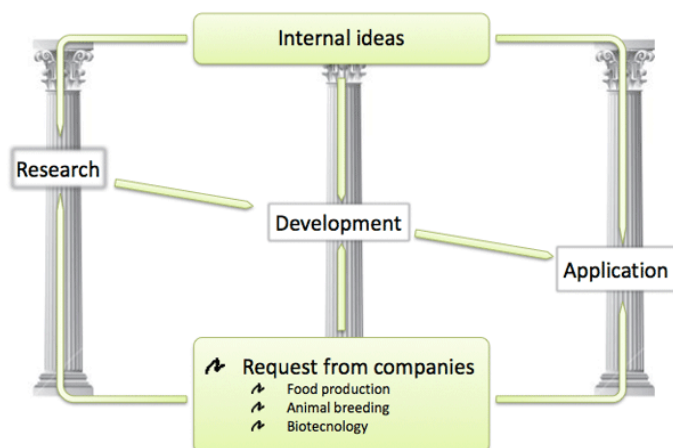 Internal ideas
Research
Development
Application
Request from companies
Food production
Animal breeding
Biotecnology